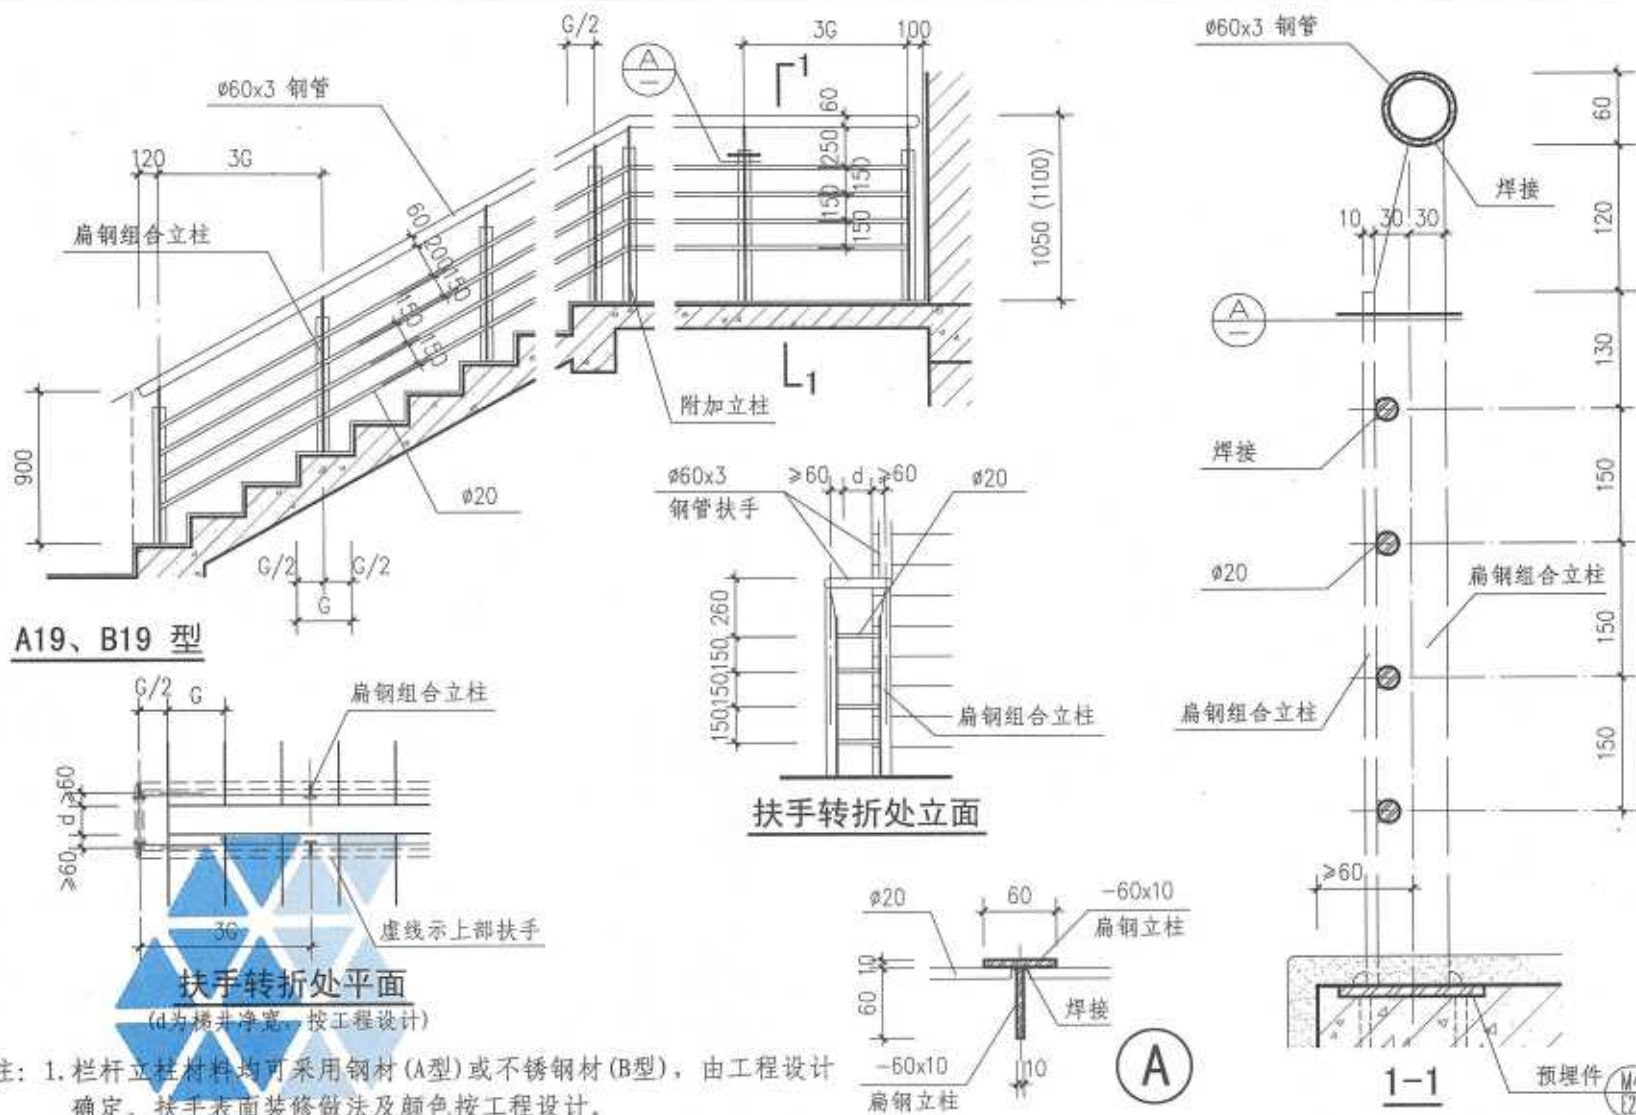 G/2
3G
100
ø60x3 钢管
A
1
ø60x3 钢管
60
120
3G
250
150
150
150
1050 (1100)
扁钢组合立柱
60
200
150
150
150
900
ø20
1
附加立柱
G/2
G/2
G
A19、B19 型
60
焊接
10
30
30
120
A
130
焊接
150
ø20
扁钢组合立柱
150
扁钢组合立柱
150
≥60
ø60x3
钢管扶手
≥60
d
≥60
ø20
260
150
150
150
扁钢组合立柱
扶手转折处立面
G/2
G
扁钢组合立柱
≥60
d
≥60
3G
虚线示上部扶手
扶手转折处平面
(d为梯井净宽，按工程设计)
ø20
60
-60x10
扁钢立柱
10
60
焊接
-60x10
扁钢立柱
10
A
1-1
预埋件
注: 1.栏杆立柱材料均可采用钢材(A型)或不锈钢材(B型), 由工程设计
确定。扶手表面装修做法及颜色按工程设计.